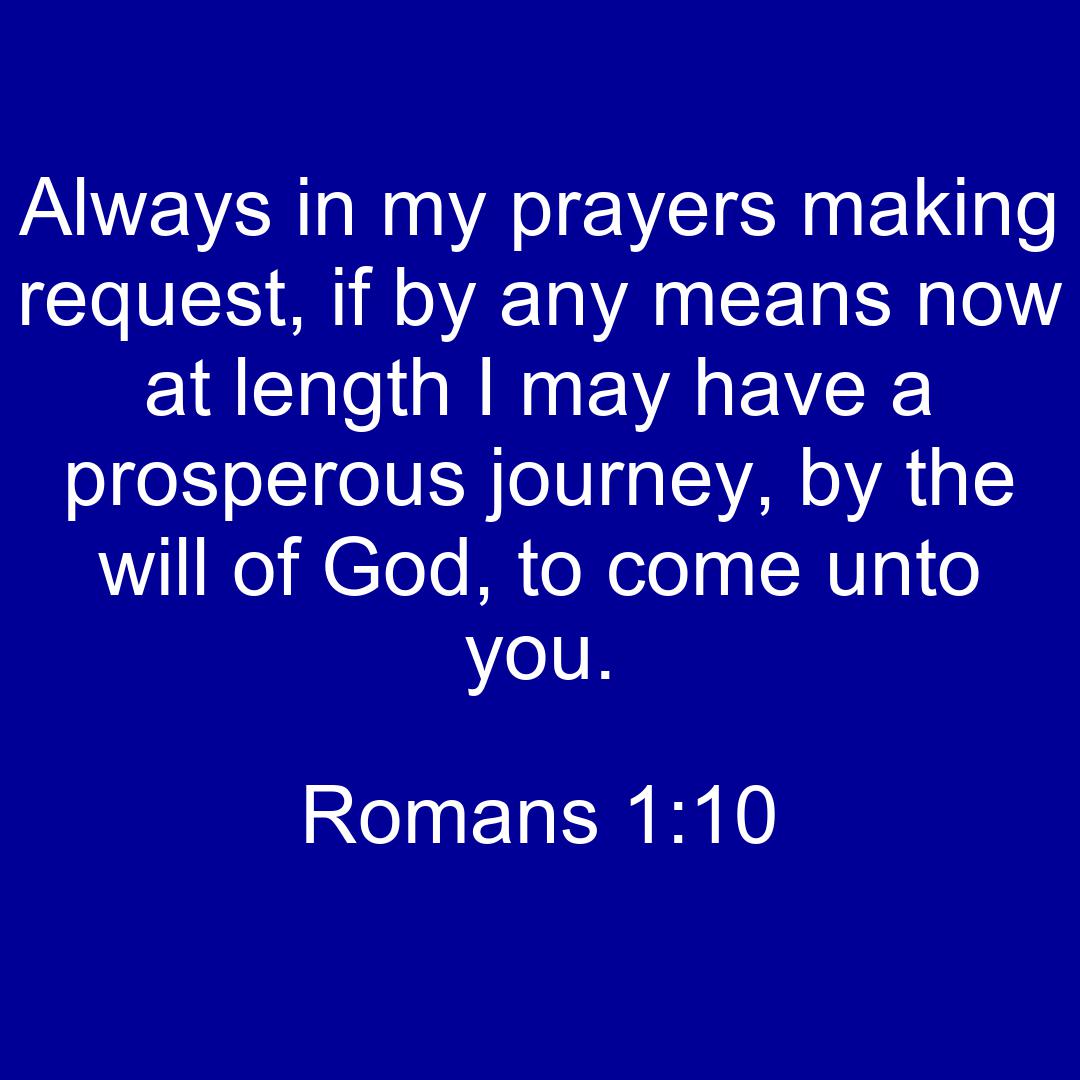 Always in my prayers making
request, if by any means now
at length I may have a
prosperous journey, by the
will of God, to come unto
you.
Romans 1:10